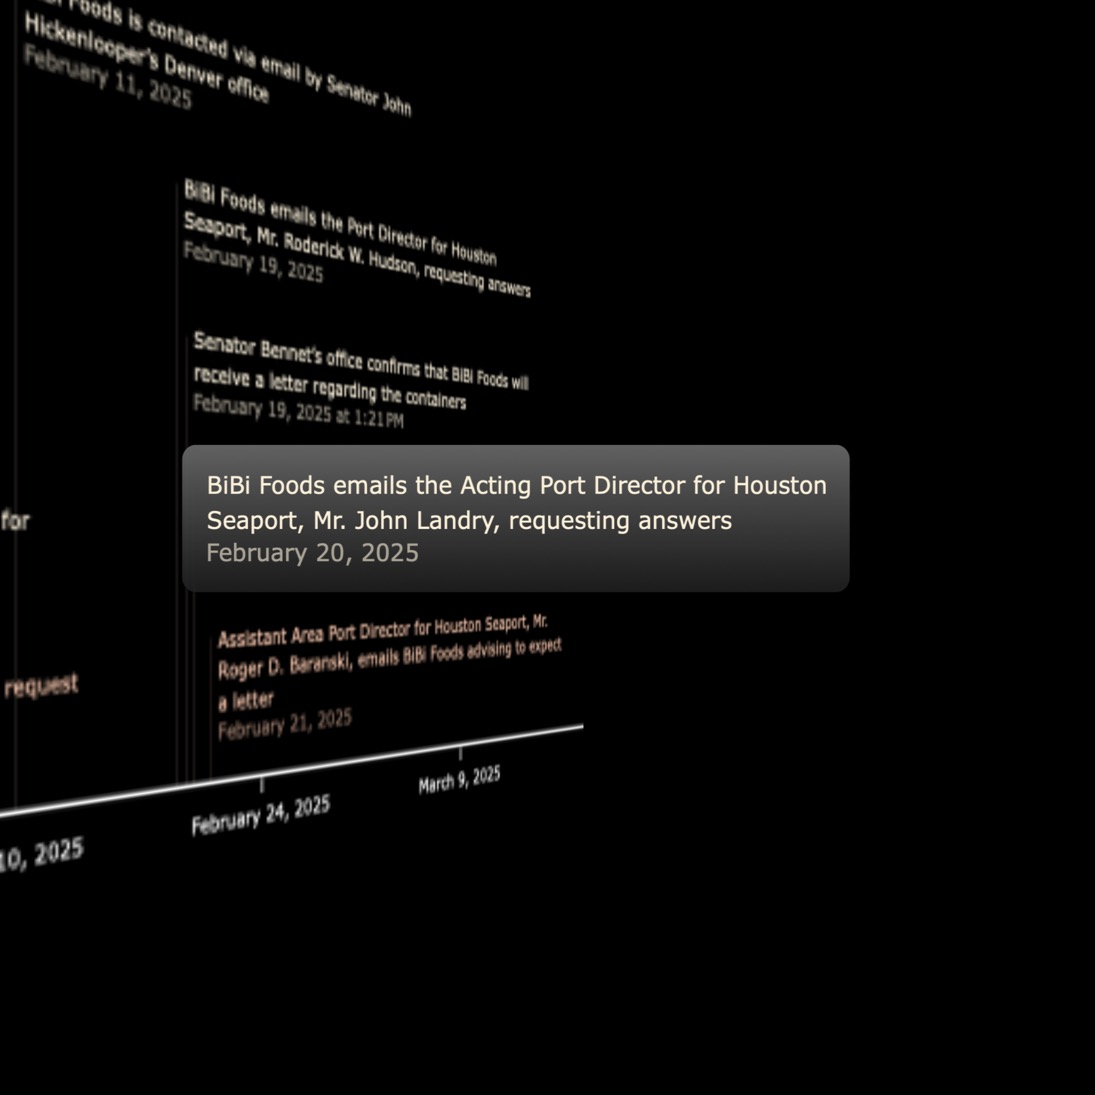 Foods is contacted via email by Senator John
Hickenlooper's Denver office
February 11, 2025
BiBi Foods emails the Port Director for Houston
Seaport, Mr. Roderick W. Hudson, requesting answers
February 19, 2025
Senator Bennet's office confirms that BiBi Foods will
receive a letter regarding the containers
February 19, 2025 at 1:21PM
BiBi Foods emails the Acting Port Director for Houston
Seaport, Mr. John Landry, requesting answers
February 20, 2025
for
Assistant Area Port Director for Houston Seaport, Mr.
Roger D. Baranski, emails BiBi Foods advising to expect
a letter
February 21, 2025
request
10, 2025
February 24, 2025
March 9, 2025